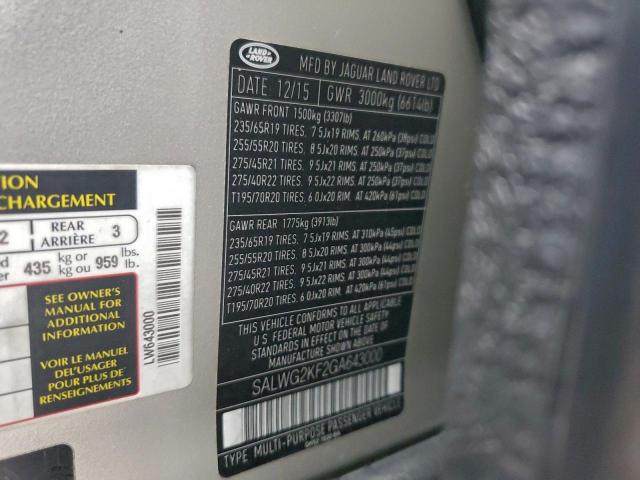 LAND ROVER
MFD BY JAGUAR LAND ROVER LTD
DATE 12/15 GWR 3000kg (6614lb)
GAWR FRONT 1500kg (3307lb)
235/65R19 TIRES. 7 5Jx19 RIMS. AT 260kPa (38psi) COLD
255/55R20 TIRES. 8 5Jx20 RIMS. AT 250kPa (37psi) COLD
275/45R21 TIRES. 9 5Jx21 RIMS. AT 250kPa (37psi) COLD
275/40R22 TIRES. 9 5Jx22 RIMS. AT 250kPa (37psi) COLD
T195/70R20 TIRES. 6 0Jx20 RIM. AT 420kPa (61psi) COLD
GAWR REAR 1775kg (3913lb)
235/65R19 TIRES. 7 5Jx19 RIMS. AT 310kPa (45psi) COLD
255/55R20 TIRES. 8 5Jx20 RIMS. AT 300kPa (44psi) COLD
275/45R21 TIRES. 9 5Jx21 RIMS. AT 300kPa (44psi) COLD
275/40R22 TIRES. 9 5Jx22 RIMS. AT 300kPa (44psi) COLD
T195/70R20 TIRES. 6 0Jx20 RIM. AT 420kPa (61psi) COLD
THIS VEHICLE CONFORMS TO ALL APPLICABLE
U S FEDERAL MOTOR VEHICLE SAFETY AND THEFT PREVENTION
STANDARDS IN EFFECT ON THE DATE OF
MANUFACTURE SHOWN ABOVE
SALWG2KF2GA643000
TYPE MULTI-PURPOSE PASSENGER VEHICLE
TION
CHARGEMENT
2 REAR 3
ARRIÈRE
435 kg or 959 lbs.
kg ou lb.
SEE OWNER'S
MANUAL FOR
ADDITIONAL
INFORMATION
VOIR LE MANUEL
DEL'USAGER
POUR PLUS DE
RENSEIGNEMENTS
LW643000